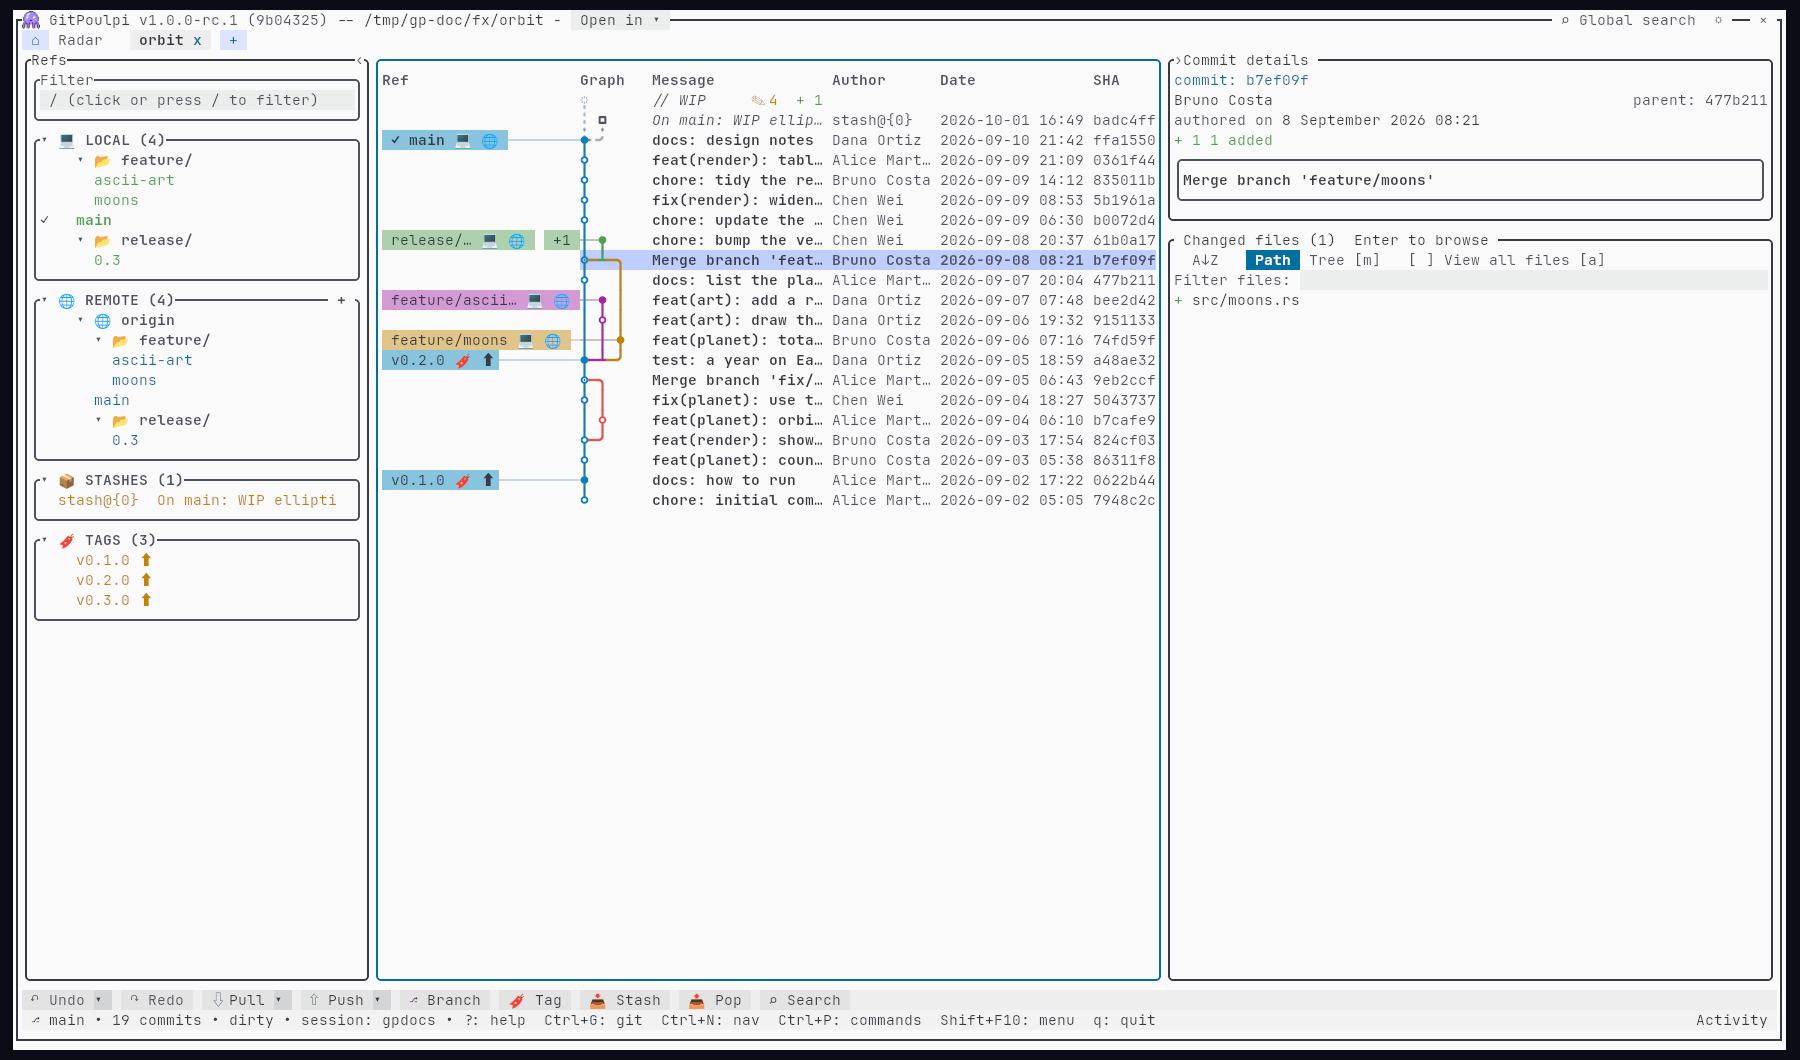 GitPoulpi v1.0.0-rc.1 (9b04325) -- /tmp/gp-doc/fx/orbit - Open in ▾ ⌕ Global search ☼ ×
⌂ Radar orbit x +
Refs ‹
Filter
/ (click or press / to filter)
▾ LOCAL (4)
▾ feature/
ascii-art
moons
✓ main
▾ release/
0.3
▾ REMOTE (4) +
▾ origin
▾ feature/
ascii-art
moons
main
▾ release/
0.3
▾ STASHES (1)
stash@{0} On main: WIP ellipti
▾ TAGS (3)
v0.1.0 ⬆
v0.2.0 ⬆
v0.3.0 ⬆
Ref Graph Message Author Date SHA
// WIP ✎ 4 + 1
On main: WIP ellip… stash@{0} 2026-10-01 16:49 badc4ff
✓ main docs: design notes Dana Ortiz 2026-09-10 21:42 ffa1550
feat(render): tabl… Alice Mart… 2026-09-09 21:09 0361f44
chore: tidy the re… Bruno Costa 2026-09-09 14:12 835011b
fix(render): widen… Chen Wei 2026-09-09 08:53 5b1961a
chore: update the … Chen Wei 2026-09-09 06:30 b0072d4
release/… +1 chore: bump the ve… Chen Wei 2026-09-08 20:37 61b0a17
Merge branch 'feat… Bruno Costa 2026-09-08 08:21 b7ef09f
docs: list the pla… Chen Wei 2026-09-07 20:04 477b211
feature/ascii… feat(art): add a r… Dana Ortiz 2026-09-07 07:48 bee2d42
feat(art): draw th… Dana Ortiz 2026-09-06 19:32 9151133
feature/moons feat(planet): tota… Bruno Costa 2026-09-06 07:16 74fd59f
v0.2.0 ⬆ test: a year on Ea… Dana Ortiz 2026-09-05 18:59 a48ae32
Merge branch 'fix/… Alice Mart… 2026-09-05 06:43 9eb2ccf
fix(planet): use t… Chen Wei 2026-09-04 18:27 5043737
feat(planet): orbi… Alice Mart… 2026-09-04 06:10 b7cafe9
feat(render): show… Bruno Costa 2026-09-03 17:54 824cf03
feat(planet): coun… Bruno Costa 2026-09-03 05:38 86311f8
v0.1.0 ⬆ docs: how to run Alice Mart… 2026-09-02 17:22 0622b44
chore: initial com… Alice Mart… 2026-09-02 05:05 7948c2c
›Commit details
commit: b7ef09f
Bruno Costa parent: 477b211
authored on 8 September 2026 08:21
+ 1 1 added
Merge branch 'feature/moons'
Changed files (1) Enter to browse
A↓Z Path Tree [m] [ ] View all files [a]
Filter files:
+ src/moons.rs
Undo ▾ Redo Pull ▾ Push ▾ Branch Tag Stash Pop ⌕ Search
main • 19 commits • dirty • session: gpdocs • ?: help Ctrl+G: git Ctrl+N: nav Ctrl+P: commands Shift+F10: menu q: quit Activity